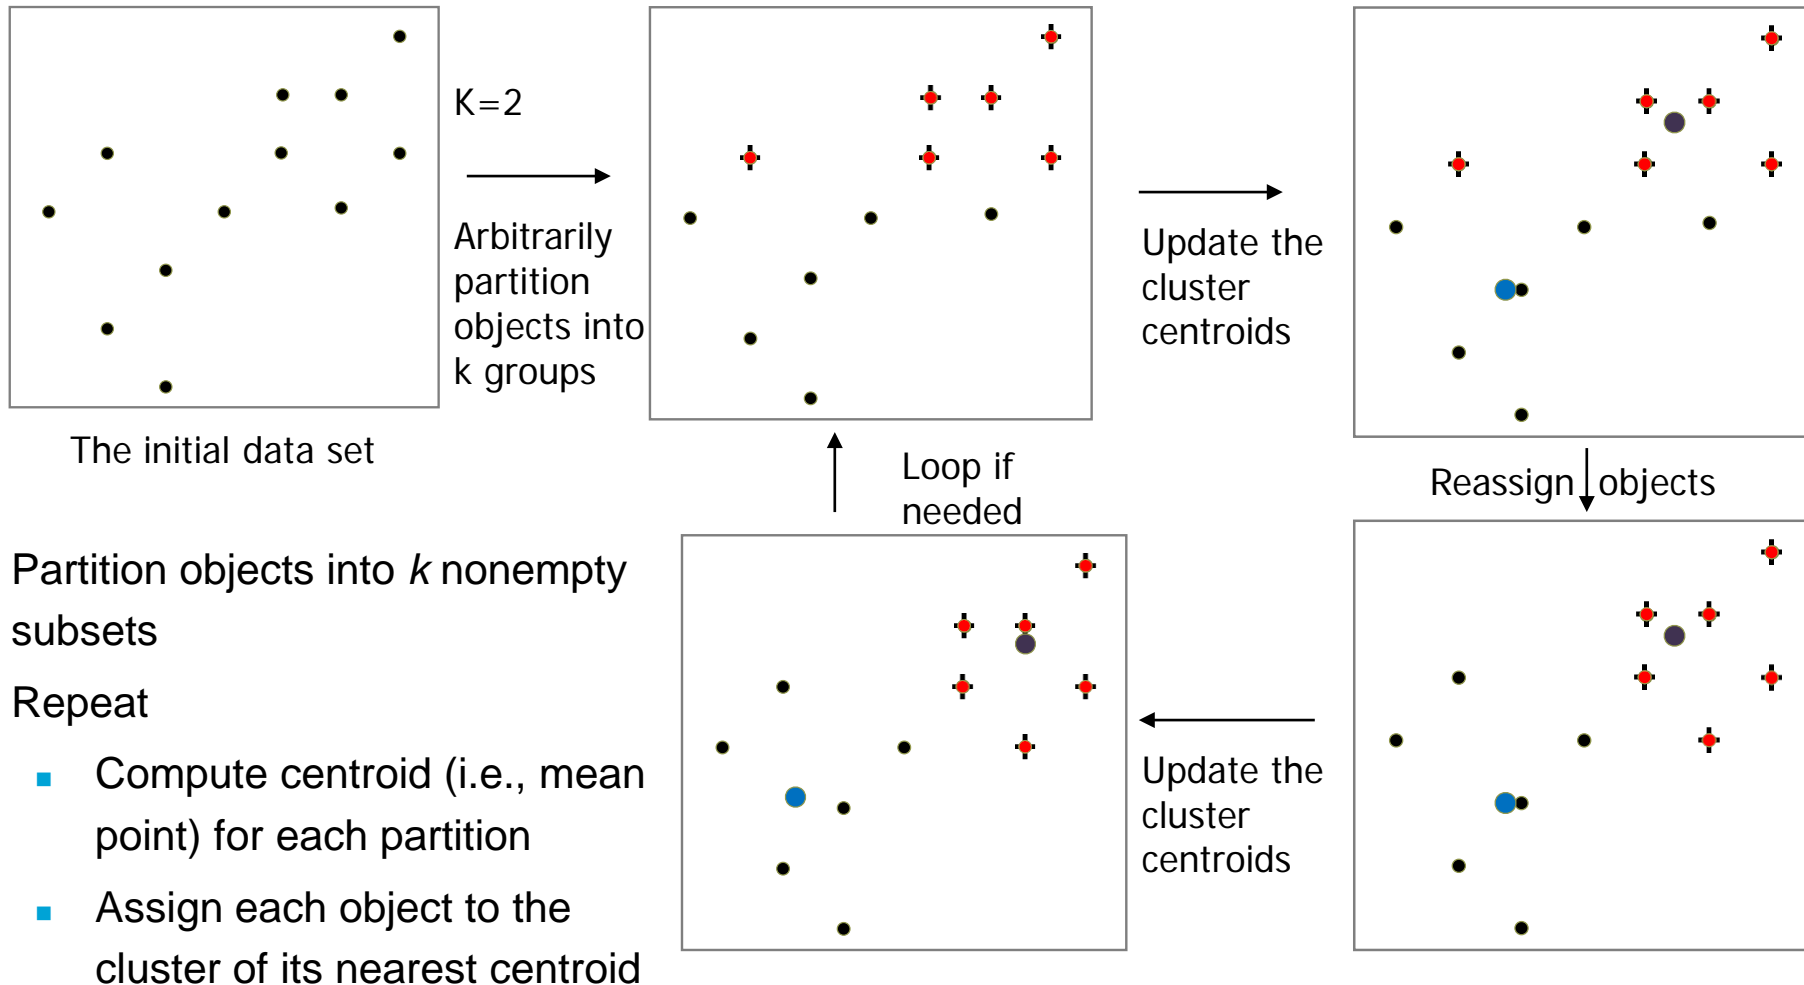 K=2
Arbitrarily
partition
objects into
k groups
Update the
cluster
centroids
The initial data set
Loop if
needed
Reassign objects
Update the
cluster
centroids
Partition objects into k nonempty
subsets
Repeat
Compute centroid (i.e., mean
point) for each partition
Assign each object to the
cluster of its nearest centroid